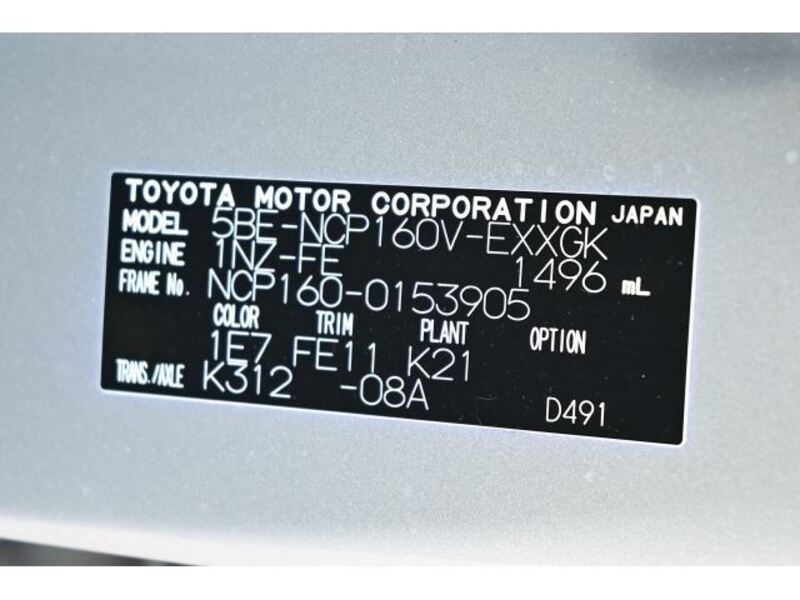 TOYOTA MOTOR CORPORATION JAPAN
MODEL 5BE-NCP160V-EXXGK
ENGINE 1NZ-FE 1496 mL
FRAME No. NCP160-0153905
COLOR TRIM PLANT OPTION
1E7 FE11 K21
TRANS./AXLE K312 -08A D491